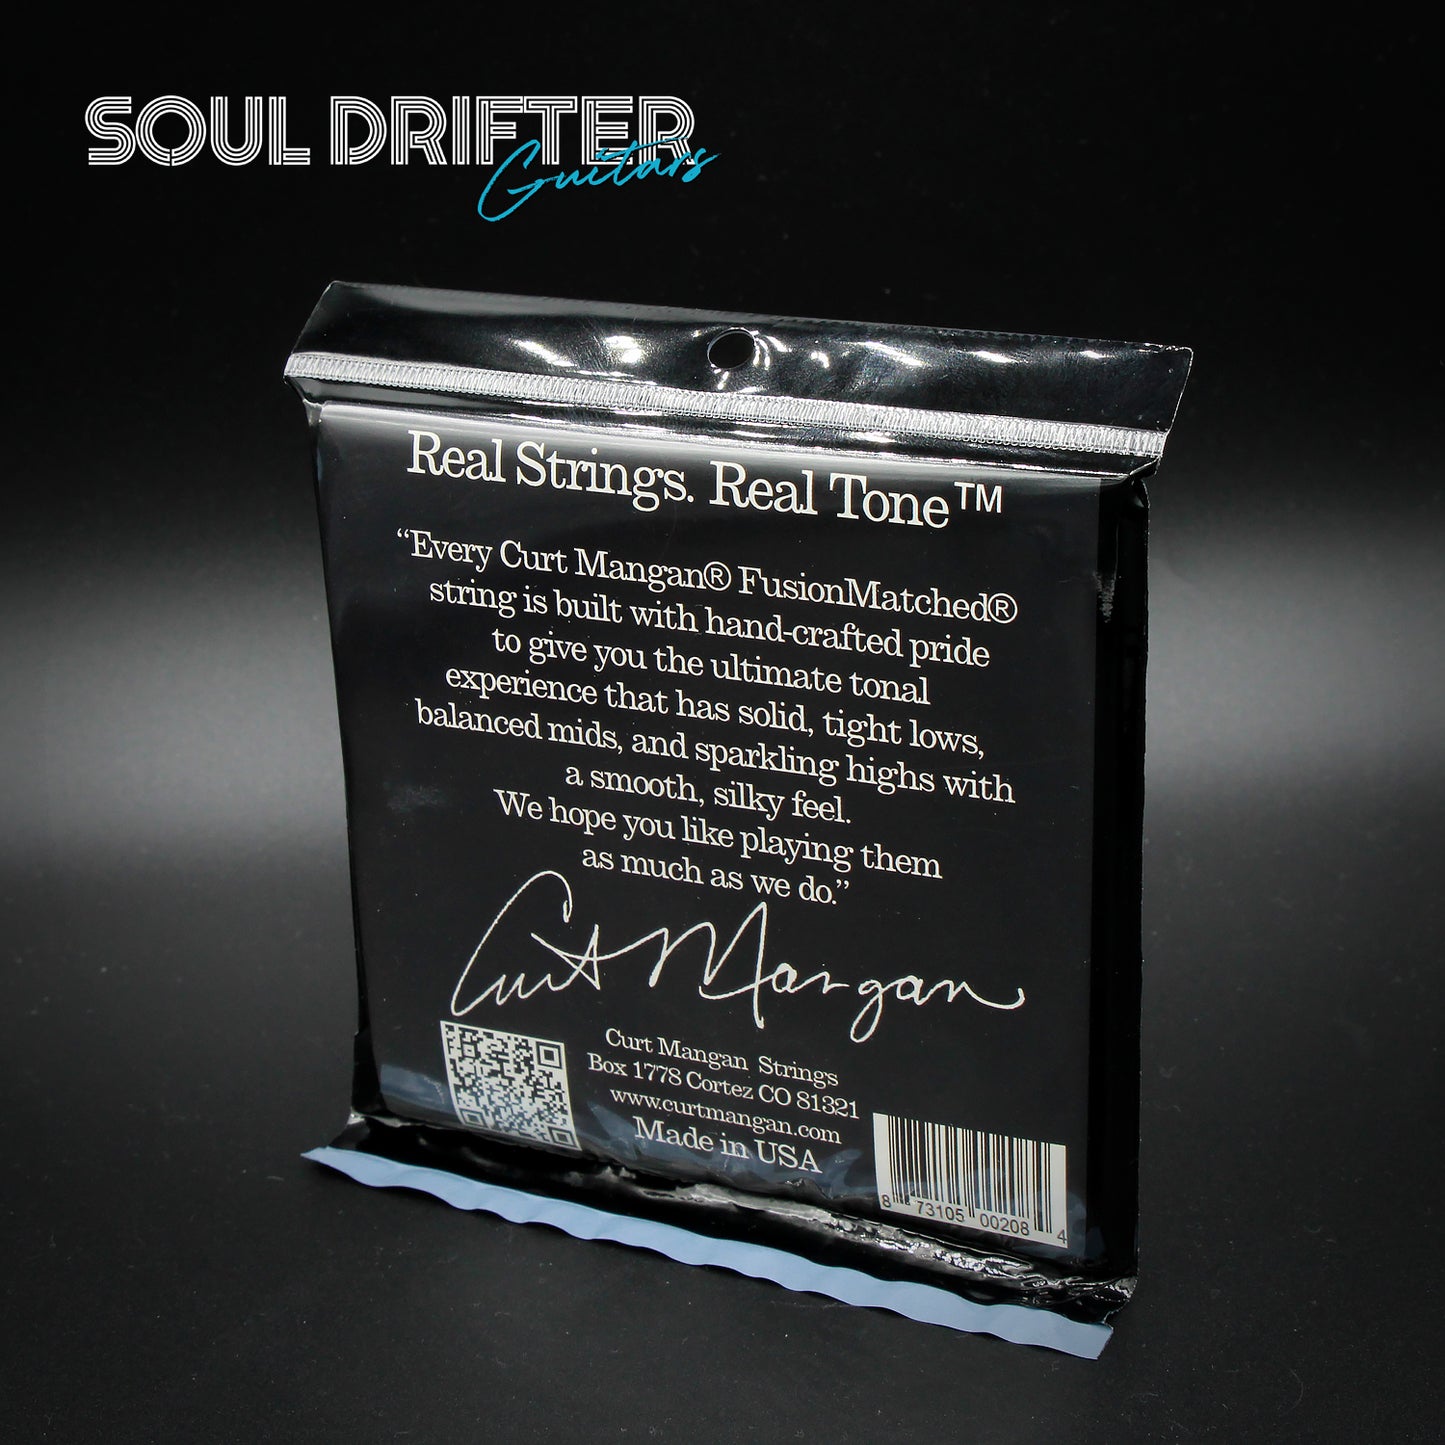 SOUL DRIFTER
Guitars
Real Strings. Real Tone™
“Every Curt Mangan® FusionMatched®
string is built with hand-crafted pride
to give you the ultimate tonal
experience that has solid, tight lows,
balanced mids, and sparkling highs with
a smooth, silky feel.
We hope you like playing them
as much as we do.”
Curt Mangan
Curt Mangan Strings
Box 1778 Cortez CO 81321
www.curtmangan.com
Made in USA
8 73105 00208 4